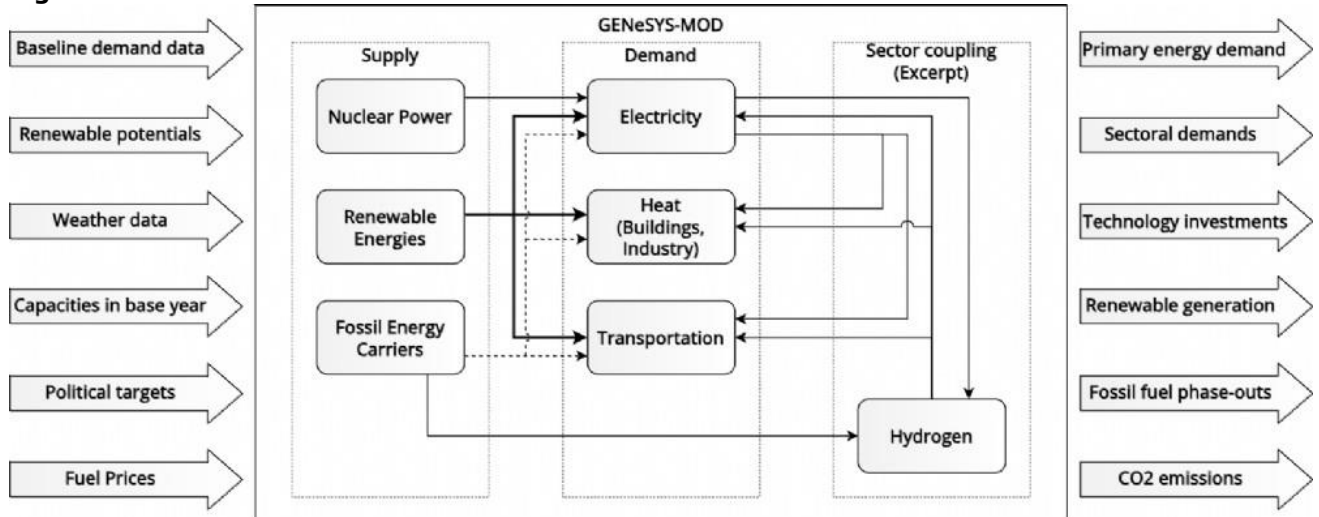 Baseline demand data
Renewable potentials
Weather data
Capacities in base year
Political targets
Fuel Prices
GENeSYS-MOD
Supply
Nuclear Power
Renewable
Energies
Fossil Energy
Carriers
Demand
Electricity
Heat
(Buildings,
Industry)
Transportation
Sector coupling
(Excerpt)
Hydrogen
Primary energy demand
Sectoral demands
Technology investments
Renewable generation
Fossil fuel phase-outs
CO2 emissions